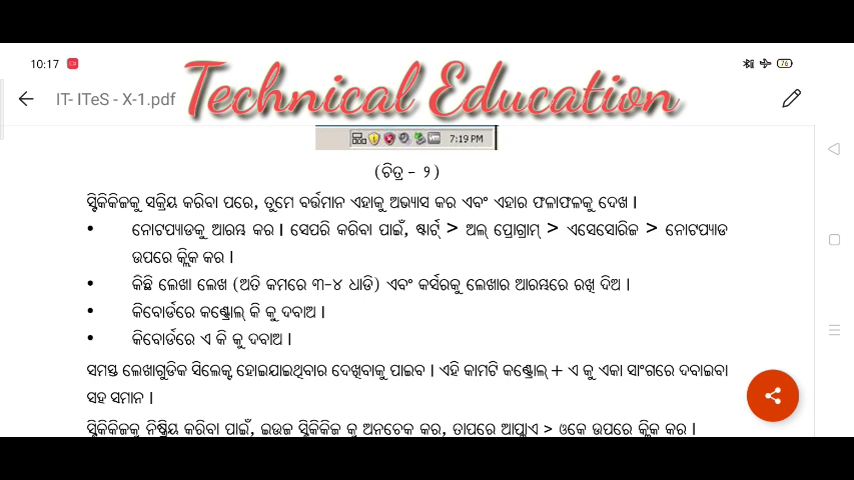 10:17
76
Technical Education
IT- ITeS - X-1.pdf
7:19 PM
(ଚିତ୍ର - ୨)
ସ୍ଟିକିକିଜକୁ ସକ୍ରିୟ କରିବା ପରେ, ତୁମେ ବର୍ତ୍ତମାନ ଏହାକୁ ଅଭ୍ୟାସ କର ଏବଂ ଏହାର ଫଳାଫଳକୁ ଦେଖ ।
• ନୋଟପ୍ୟାଡକୁ ଆରମ୍ଭ କର । ସେପରି କରିବା ପାଇଁ, ଷ୍ଟାର୍ଟ > ଅଲ୍ ପ୍ରୋଗ୍ରାମ୍ > ଏସେସୋରିଜ > ନୋଟପ୍ୟାଡ
ଉପରେ କ୍ଲିକ କର ।
• କିଛି ଲେଖା ଲେଖ (ଅତି କମରେ ୩-୪ ଧାଡି) ଏବଂ କର୍ସରକୁ ଲେଖାର ଆରମ୍ଭରେ ରଖି ଦିଅ ।
• କିବୋର୍ଡରେ କଣ୍ଟ୍ରୋଲ୍ କି କୁ ଦବାଅ ।
• କିବୋର୍ଡରେ ଏ କି କୁ ଦବାଅ ।
ସମସ୍ତ ଲେଖାଗୁଡିକ ସିଲେକ୍ଟ ହୋଇଯାଇଥିବାର ଦେଖିବାକୁ ପାଇବ । ଏହି କାମଟି କଣ୍ଟ୍ରୋଲ୍ + ଏ କୁ ଏକା ସାଂଗରେ ଦବାଇବା
ସହ ସମାନ ।
ସ୍ଟିକିକିଜକୁ ନିଷ୍କ୍ରିୟ କରିବା ପାଇଁ, ଇଉଜ ସ୍ଟିକିକିଜ କୁ ଅନଚେକ କର, ତାପରେ ଆପ୍ଲାଏ > ଓକେ ଉପରେ କ୍ଲିକ କର ।